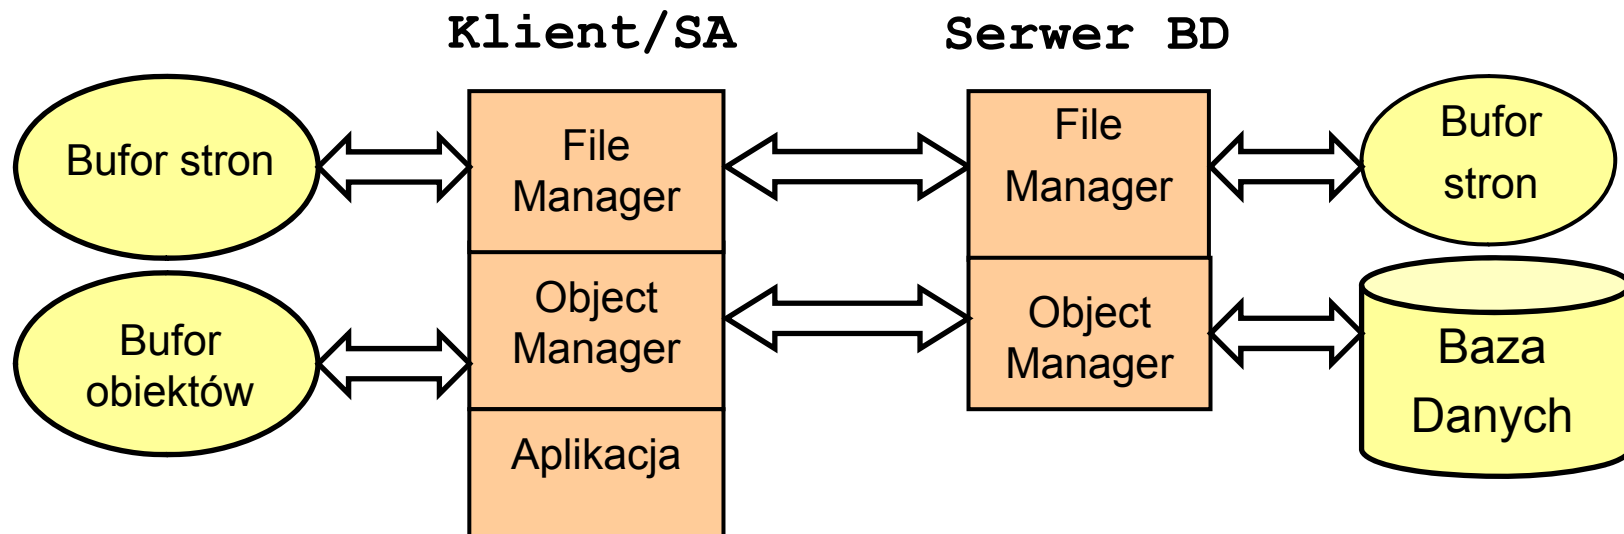 Klient/SA
Serwer BD
Bufor stron
File
Manager
File
Manager
Bufor
stron
Bufor
obiektów
Object
Manager
Object
Manager
Baza
Danych
Aplikacja